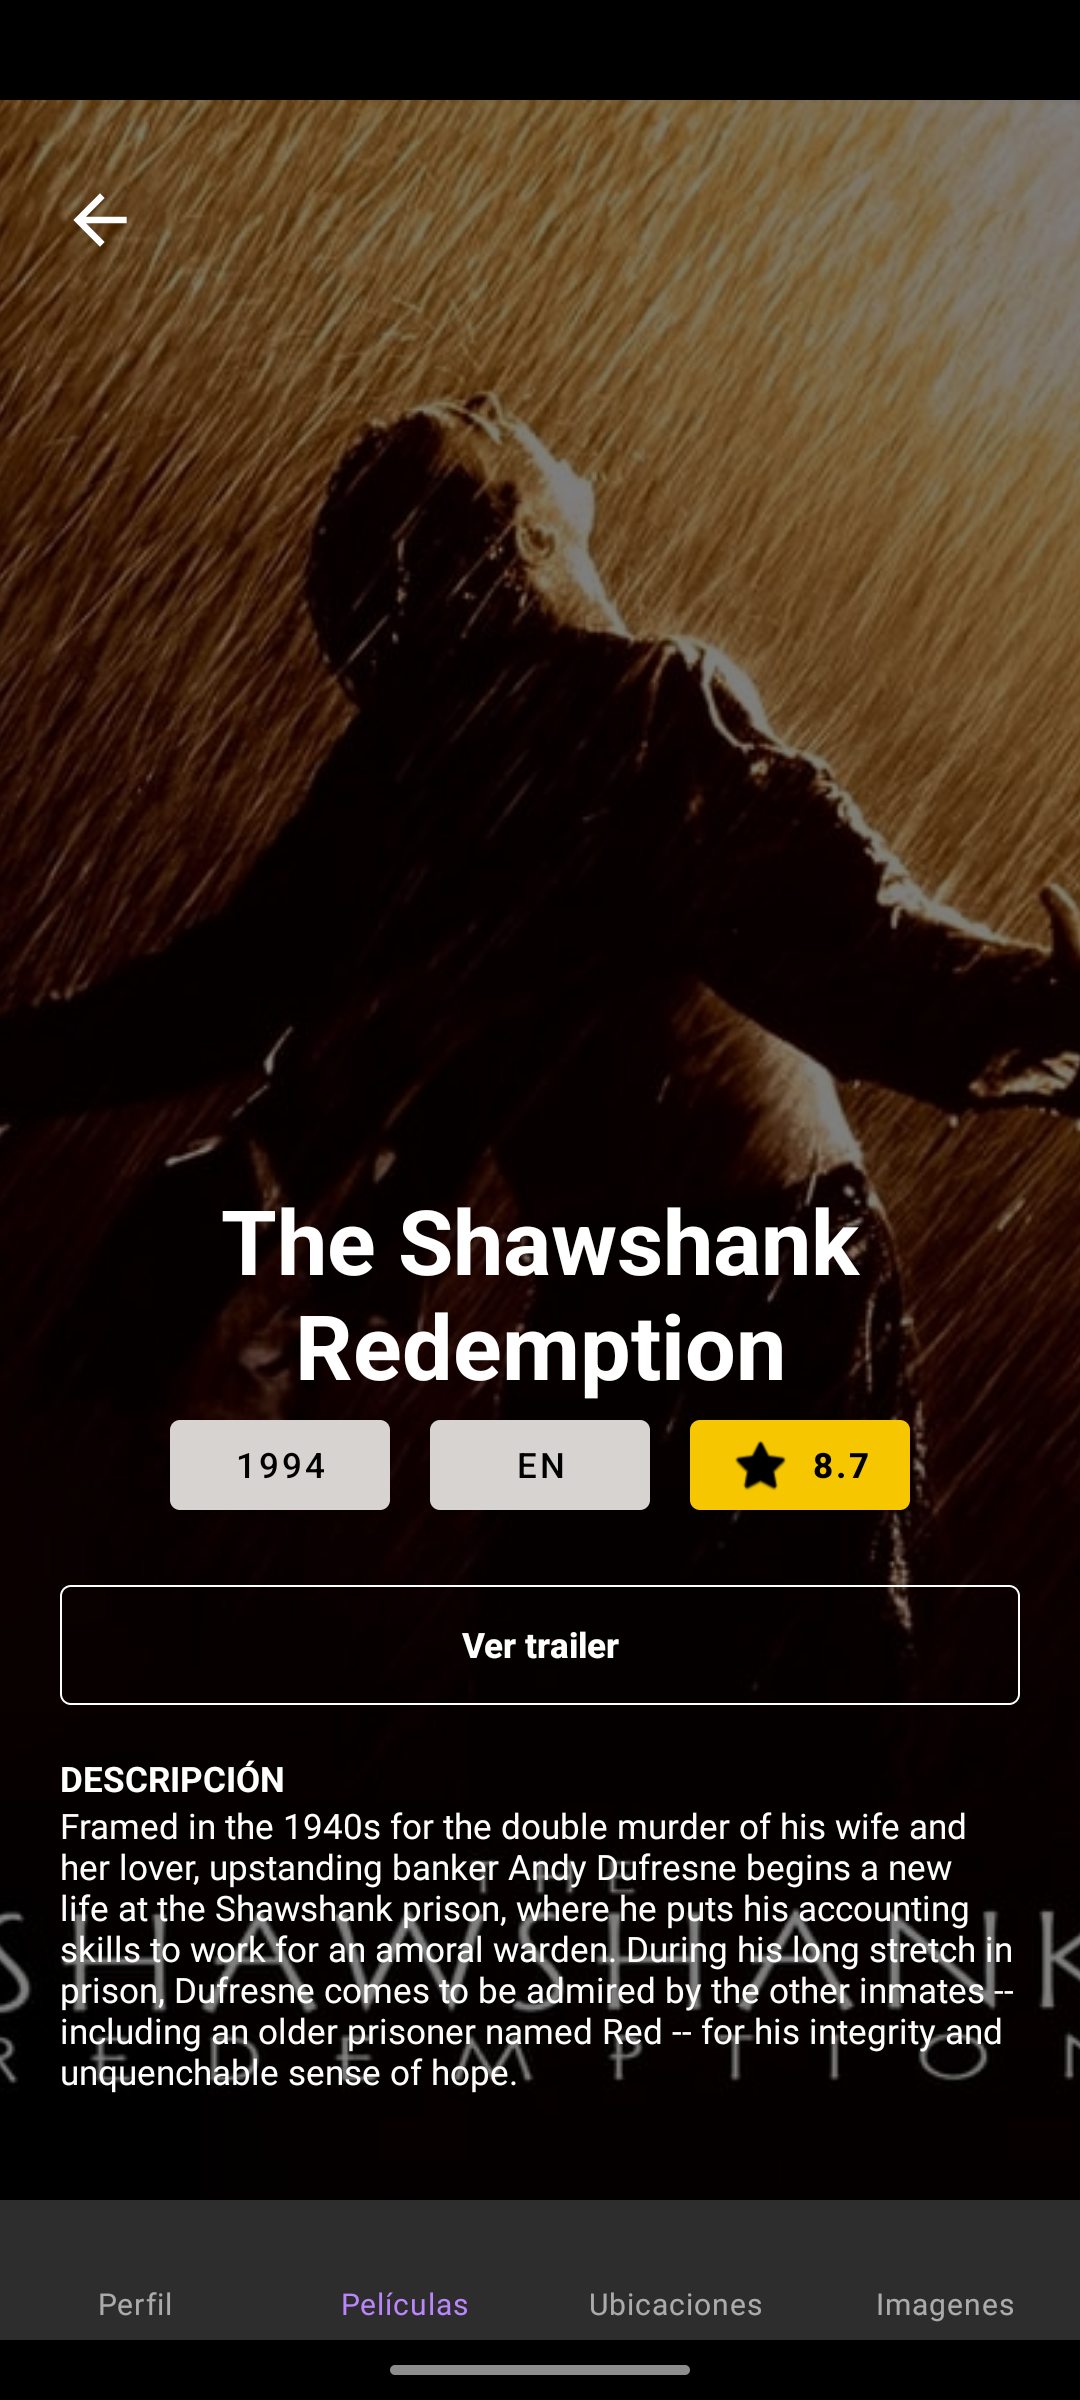 The Shawshank
Redemption
1994
EN
8.7
Ver trailer
DESCRIPCIÓN
Framed in the 1940s for the double murder of his wife and
her lover, upstanding banker Andy Dufresne begins a new
life at the Shawshank prison, where he puts his accounting
skills to work for an amoral warden. During his long stretch in
prison, Dufresne comes to be admired by the other inmates --
including an older prisoner named Red -- for his integrity and
unquenchable sense of hope.
THE
SHAWSHANK
REDEMPTION
Perfil
Películas
Ubicaciones
Imagenes